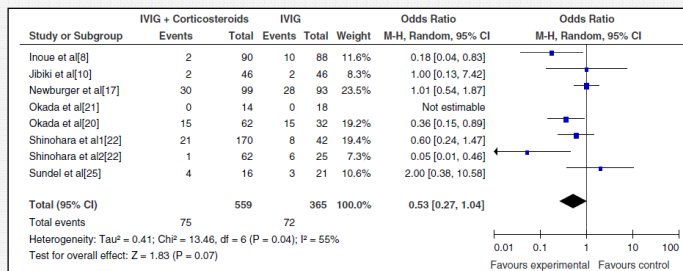 IVIG + Corticosteroids IVIG Odds Ratio Odds Ratio
Study or Subgroup Events Total Events Total Weight M-H, Random, 95% CI M-H, Random, 95% CI
Inoue et al[8] 2 90 10 88 11.6% 0.18 [0.04, 0.83]
Jibiki et al[10] 2 46 2 46 8.3% 1.00 [0.13, 7.42]
Newburger et al[17] 30 99 28 93 23.5% 1.01 [0.54, 1.87]
Okada et al[21] 0 14 0 18 Not estimable
Okada et al[20] 15 62 15 32 19.2% 0.36 [0.15, 0.89]
Shinohara et al1[22] 21 170 8 42 19.4% 0.60 [0.24, 1.47]
Shinohara et al2[22] 1 62 6 25 7.3% 0.05 [0.01, 0.46]
Sundel et al[25] 4 16 3 21 10.6% 2.00 [0.38, 10.58]
Total (95% CI) 559 365 100.0% 0.53 [0.27, 1.04]
Total events 75 72
Heterogeneity: Tau² = 0.41; Chi² = 13.46, df = 6 (P = 0.04); I² = 55%
Test for overall effect: Z = 1.83 (P = 0.07)
0.01 0.1 1 10 100
Favours experimental Favours control